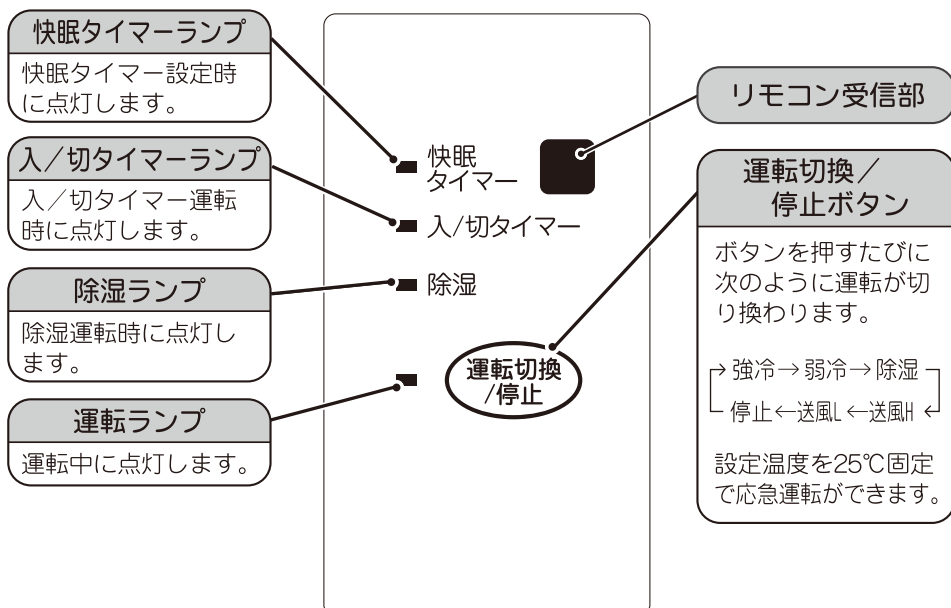 快眠タイマーランプ
快眠タイマー設定時
に点灯します。
入／切タイマーランプ
入／切タイマー運転
時に点灯します。
除湿ランプ
除湿運転時に点灯し
ます。
運転ランプ
運転中に点灯します。
快眠
タイマー
入/切タイマー
除湿
運転切換
/停止
リモコン受信部
運転切換／
停止ボタン
ボタンを押すたびに
次のように運転が切
り換わります。
→強冷→弱冷→除湿
停止←送風L←送風H
設定温度を25℃固定
で応急運転ができます。